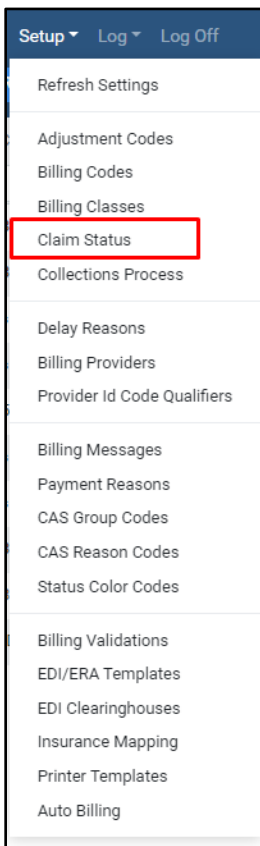 Setup Log Log Off
Refresh Settings
Adjustment Codes
Billing Codes
Billing Classes
Claim Status
Collections Process
Delay Reasons
Billing Providers
Provider Id Code Qualifiers
Billing Messages
Payment Reasons
CAS Group Codes
CAS Reason Codes
Status Color Codes
Billing Validations
EDI/ERA Templates
EDI Clearinghouses
Insurance Mapping
Printer Templates
Auto Billing